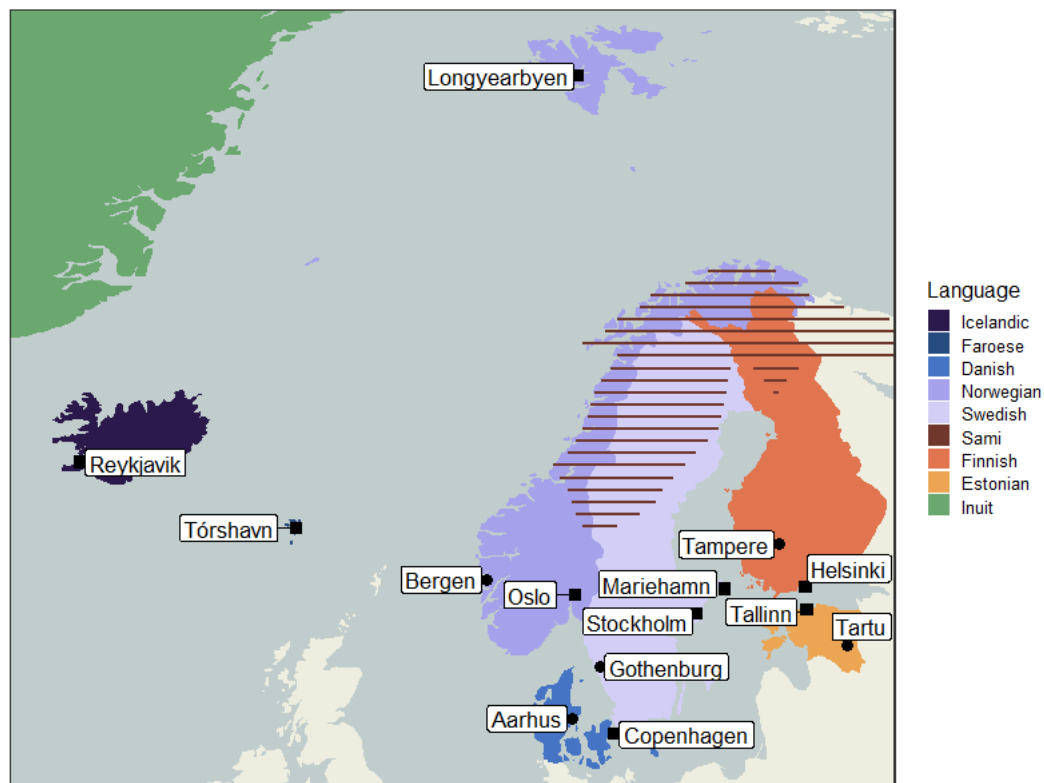 Longyearbyen
Reykjavik
Tórshavn
Bergen
Oslo
Tampere
Helsinki
Mariehamn
Stockholm
Tallinn
Tartu
Gothenburg
Aarhus
Copenhagen
Language
Icelandic
Faroese
Danish
Norwegian
Swedish
Sami
Finnish
Estonian
Inuit